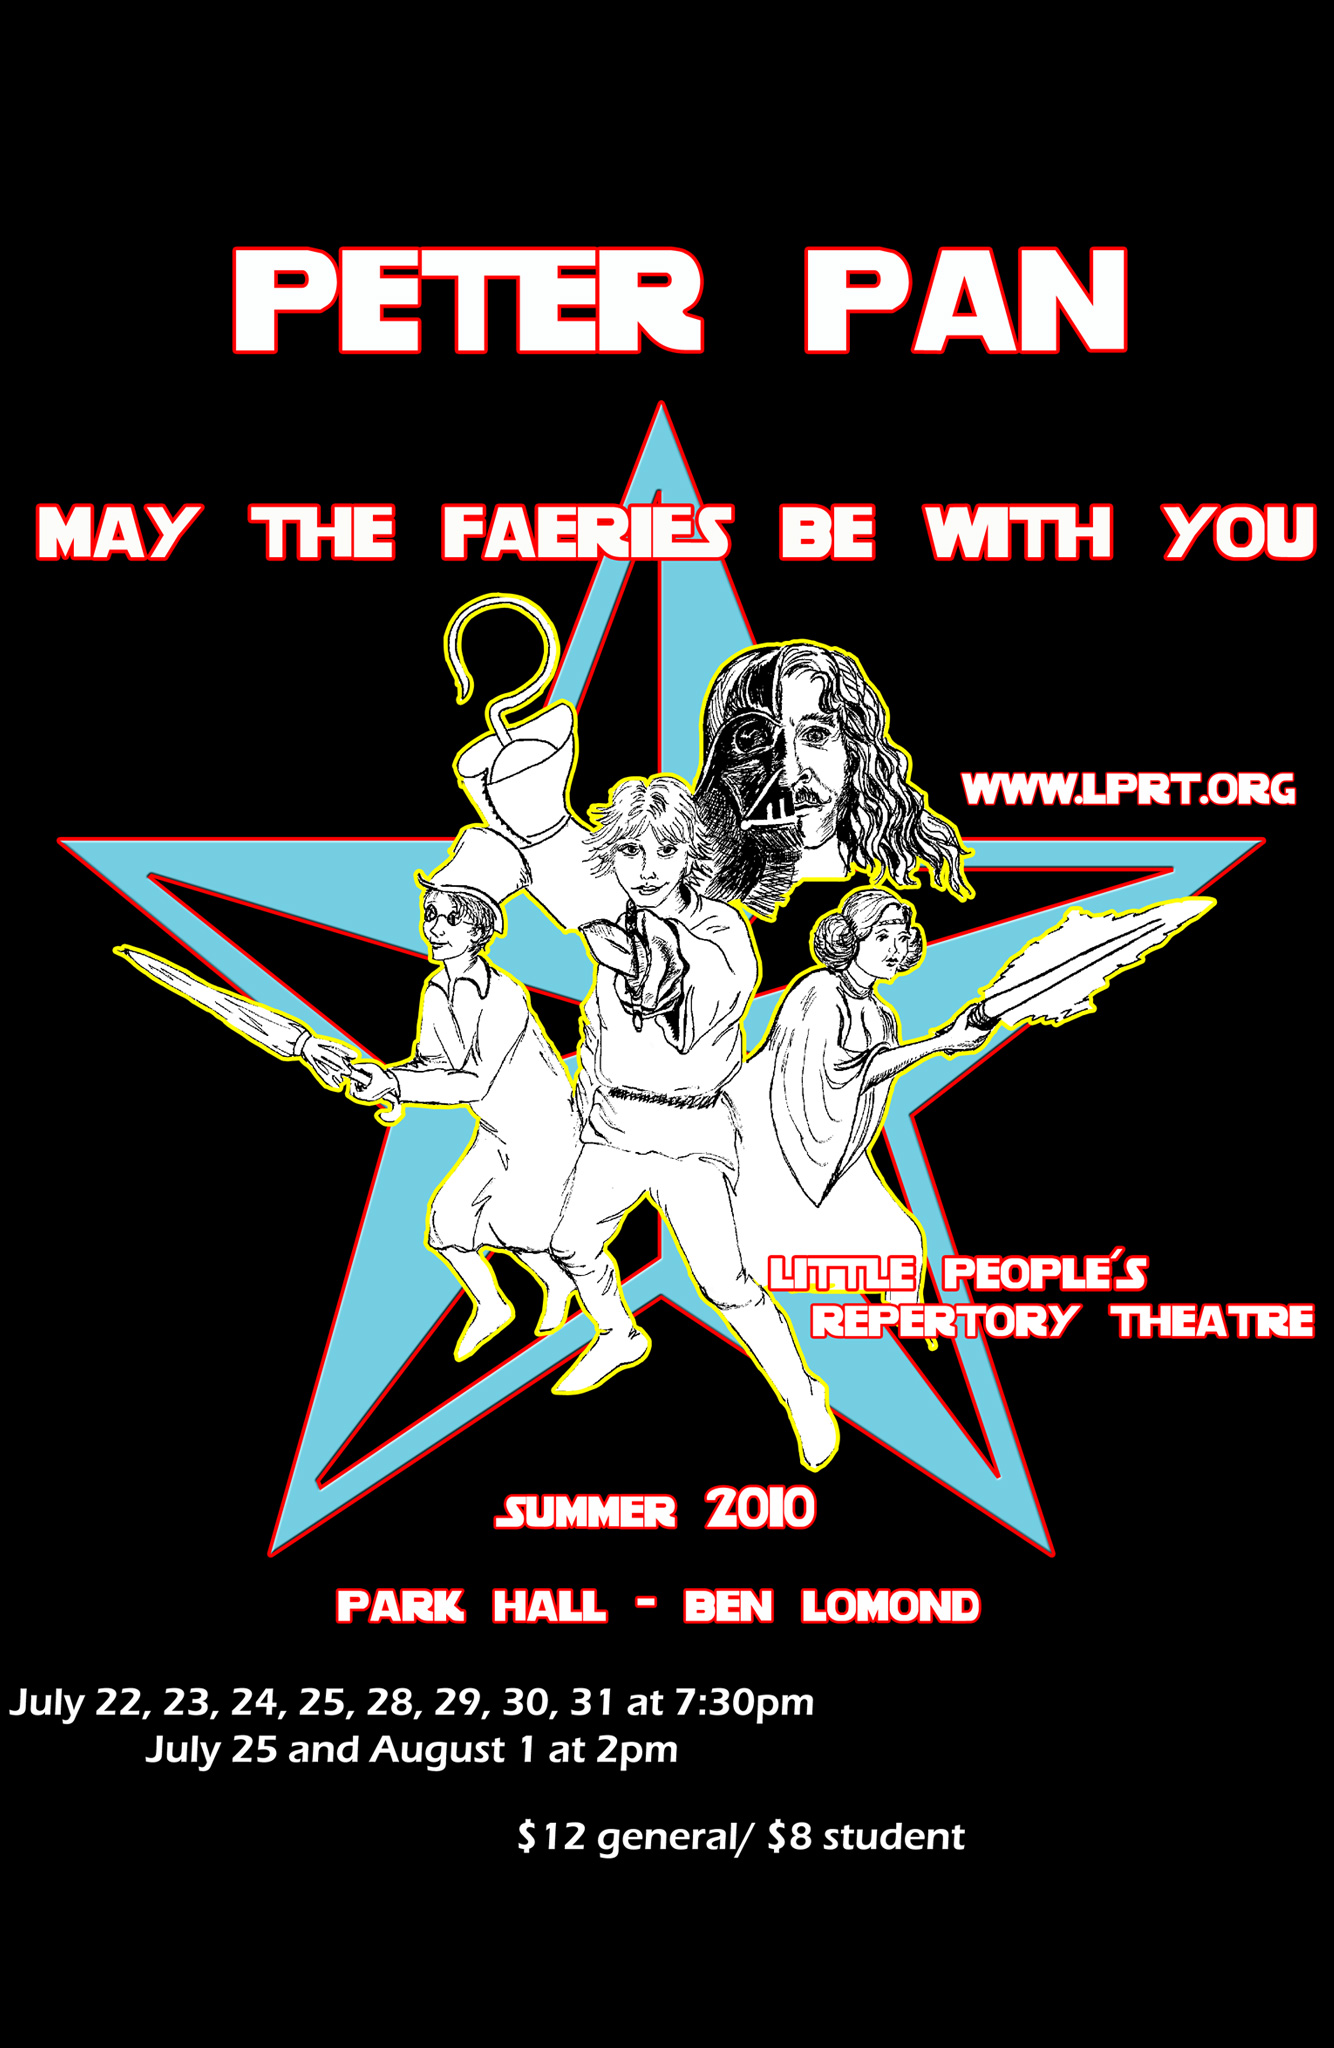 PETER PAN
MAY THE FAERIES BE WITH YOU
WWW.LPRT.ORG
LITTLE PEOPLE'S
REPERTORY THEATRE
SUMMER 2010
PARK HALL - BEN LOMOND
July 22, 23, 24, 25, 28, 29, 30, 31 at 7:30pm
July 25 and August 1 at 2pm
$12 general/ $8 student